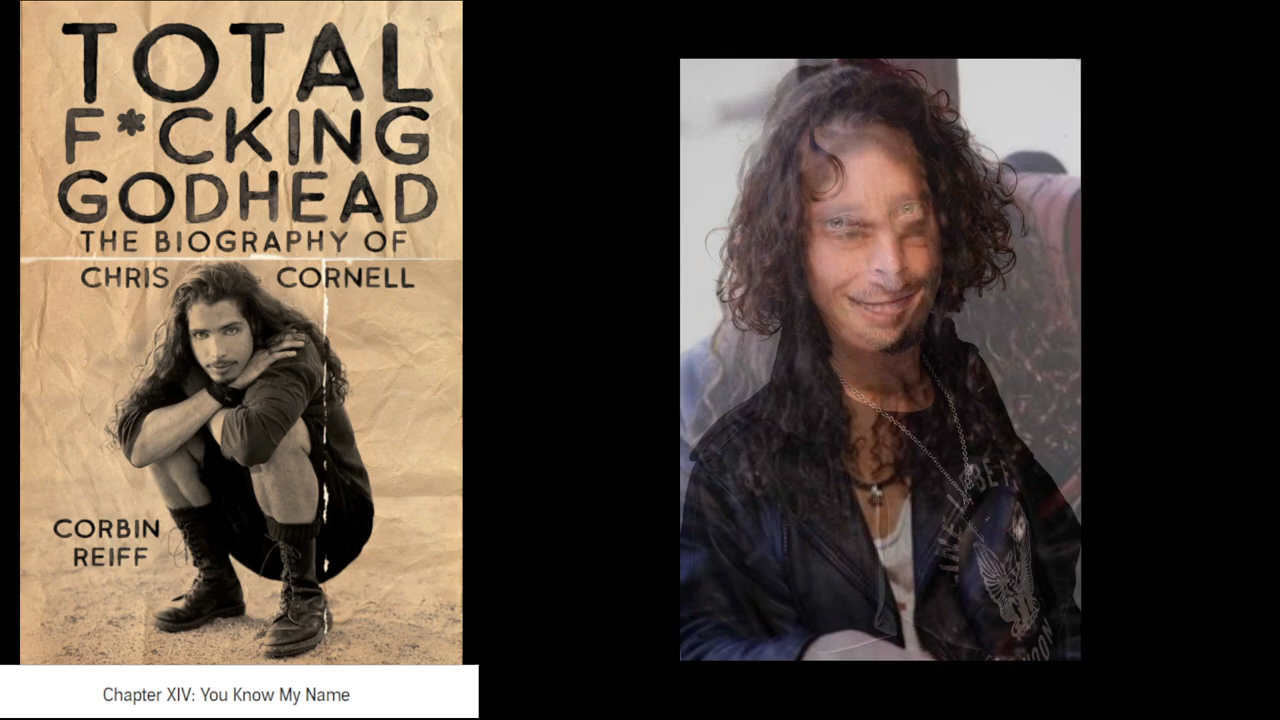 TOTAL
F*CKING
GODHEAD
THE BIOGRAPHY OF
CHRIS CORNELL
CORBIN
REIFF
Chapter XIV: You Know My Name